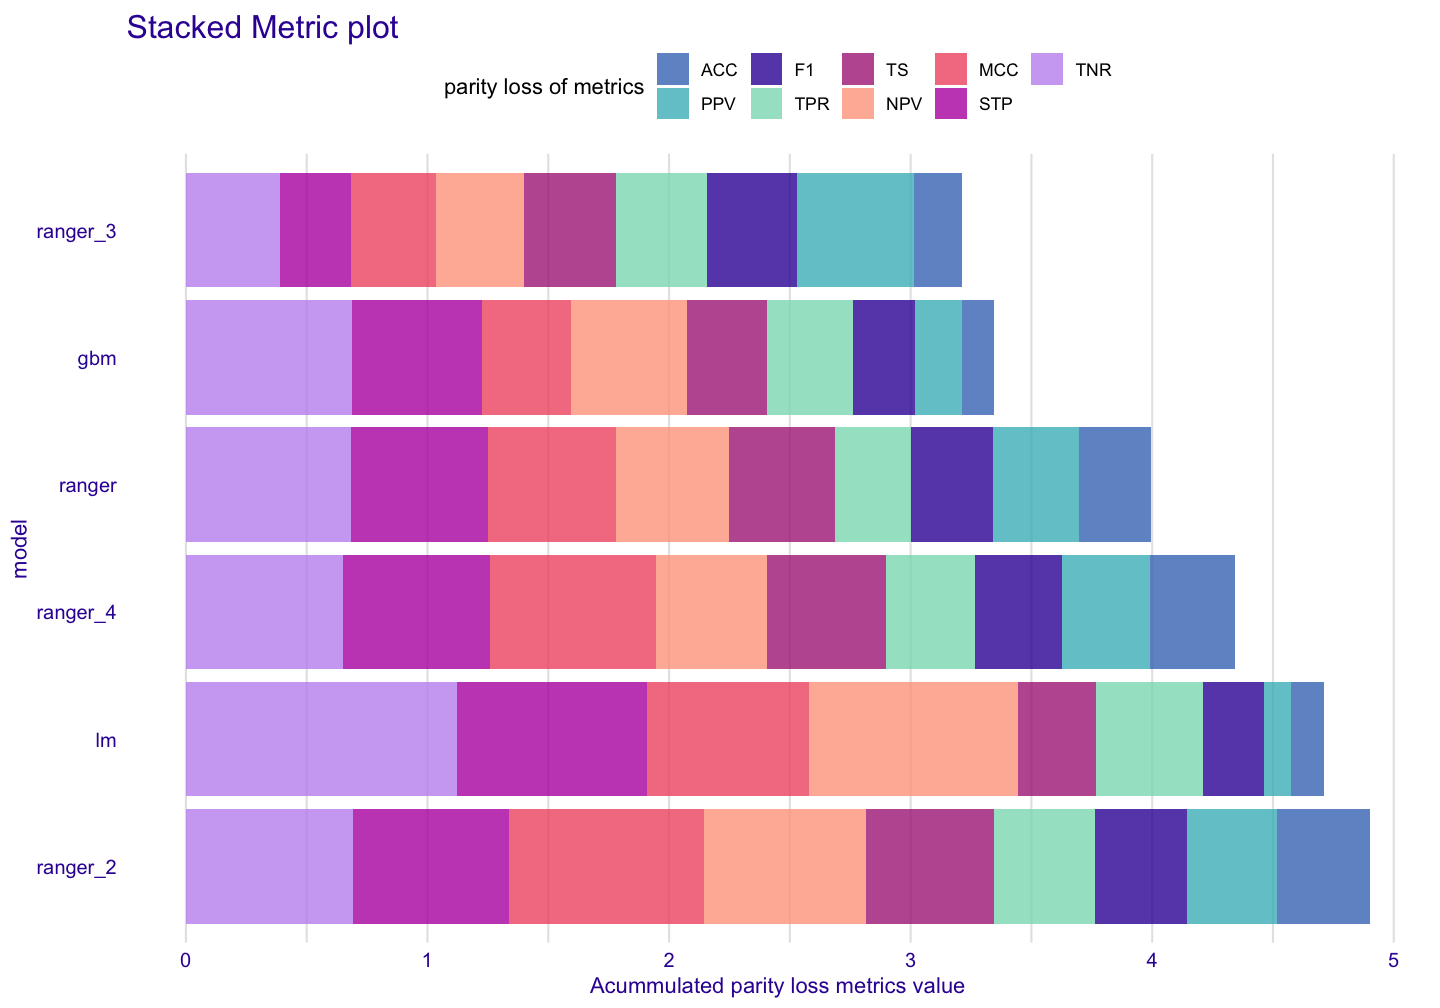 Stacked Metric plot
parity loss of metrics
ACC F1 TS MCC TNR
PPV TPR NPV STP
ranger_3
gbm
ranger
ranger_4
lm
ranger_2
model
0 1 2 3 4 5
Acummulated parity loss metrics value